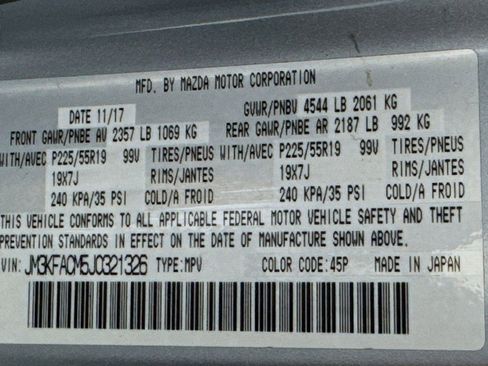 MFD. BY MAZDA MOTOR CORPORATION
DATE 11/17 GVWR/PNBV 4544 LB 2061 KG
FRONT GAWR/PNBE AV 2357 LB 1069 KG REAR GAWR/PNBE AR 2187 LB 992 KG
WITH/AVEC P225/55R19 99V TIRES/PNEUS WITH/AVEC P225/55R19 99V TIRES/PNEUS
19X7J RIMS/JANTES 19X7J RIMS/JANTES
240 KPA/35 PSI COLD/A FROID 240 KPA/35 PSI COLD/A FROID
THIS VEHICLE CONFORMS TO ALL APPLICABLE FEDERAL MOTOR VEHICLE SAFETY AND THEFT
PREVENTION STANDARDS IN EFFECT ON THE DATE OF MANUFACTURE SHOWN ABOVE.
VIN: JM3KFACM5J0321326 TYPE: MPV COLOR CODE: 45P MADE IN JAPAN